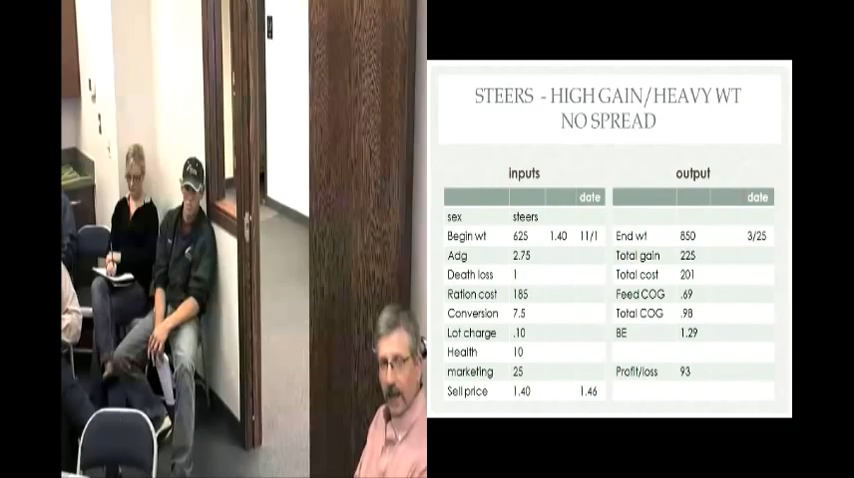 STEERS - HIGH GAIN/HEAVY WT
NO SPREAD
inputs
date
sex steers
Begin wt 625 1.40 11/1
Adg 2.75
Death loss 1
Ration cost 185
Conversion 7.5
Lot charge .10
Health 10
marketing 25
Sell price 1.40 1.46
output
date
End wt 850 3/25
Total gain 225
Total cost 201
Feed COG .69
Total COG .98
BE 1.29
Profit/loss 93